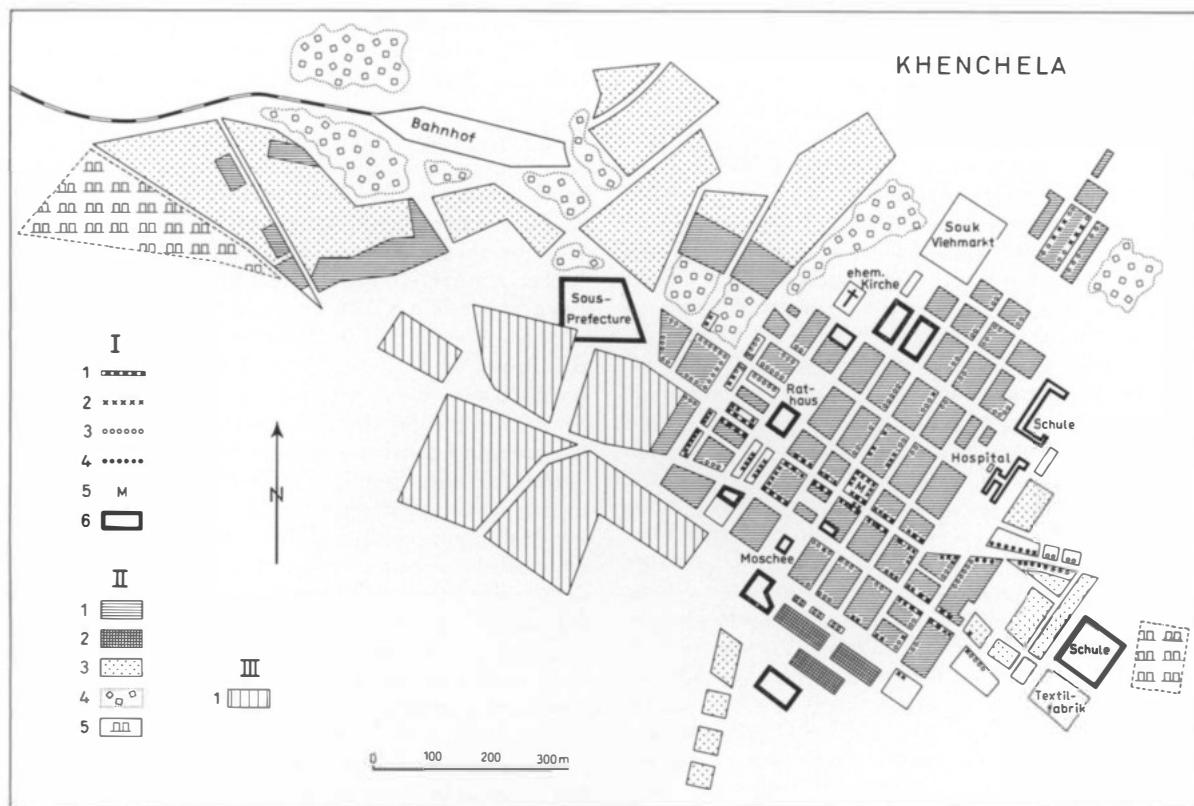 KHENCHELA
Bahnhof
Souk
Viehmarkt
ehem.
Kirche
Sous-
Prefecture
Rat-
haus
Schule
Hospital
M
Moschee
Schule
Textil-
fabrik
I
1
2
3
4
5 M
6
N
II
1
2
3
4
5
III
1
0 100 200 300 m